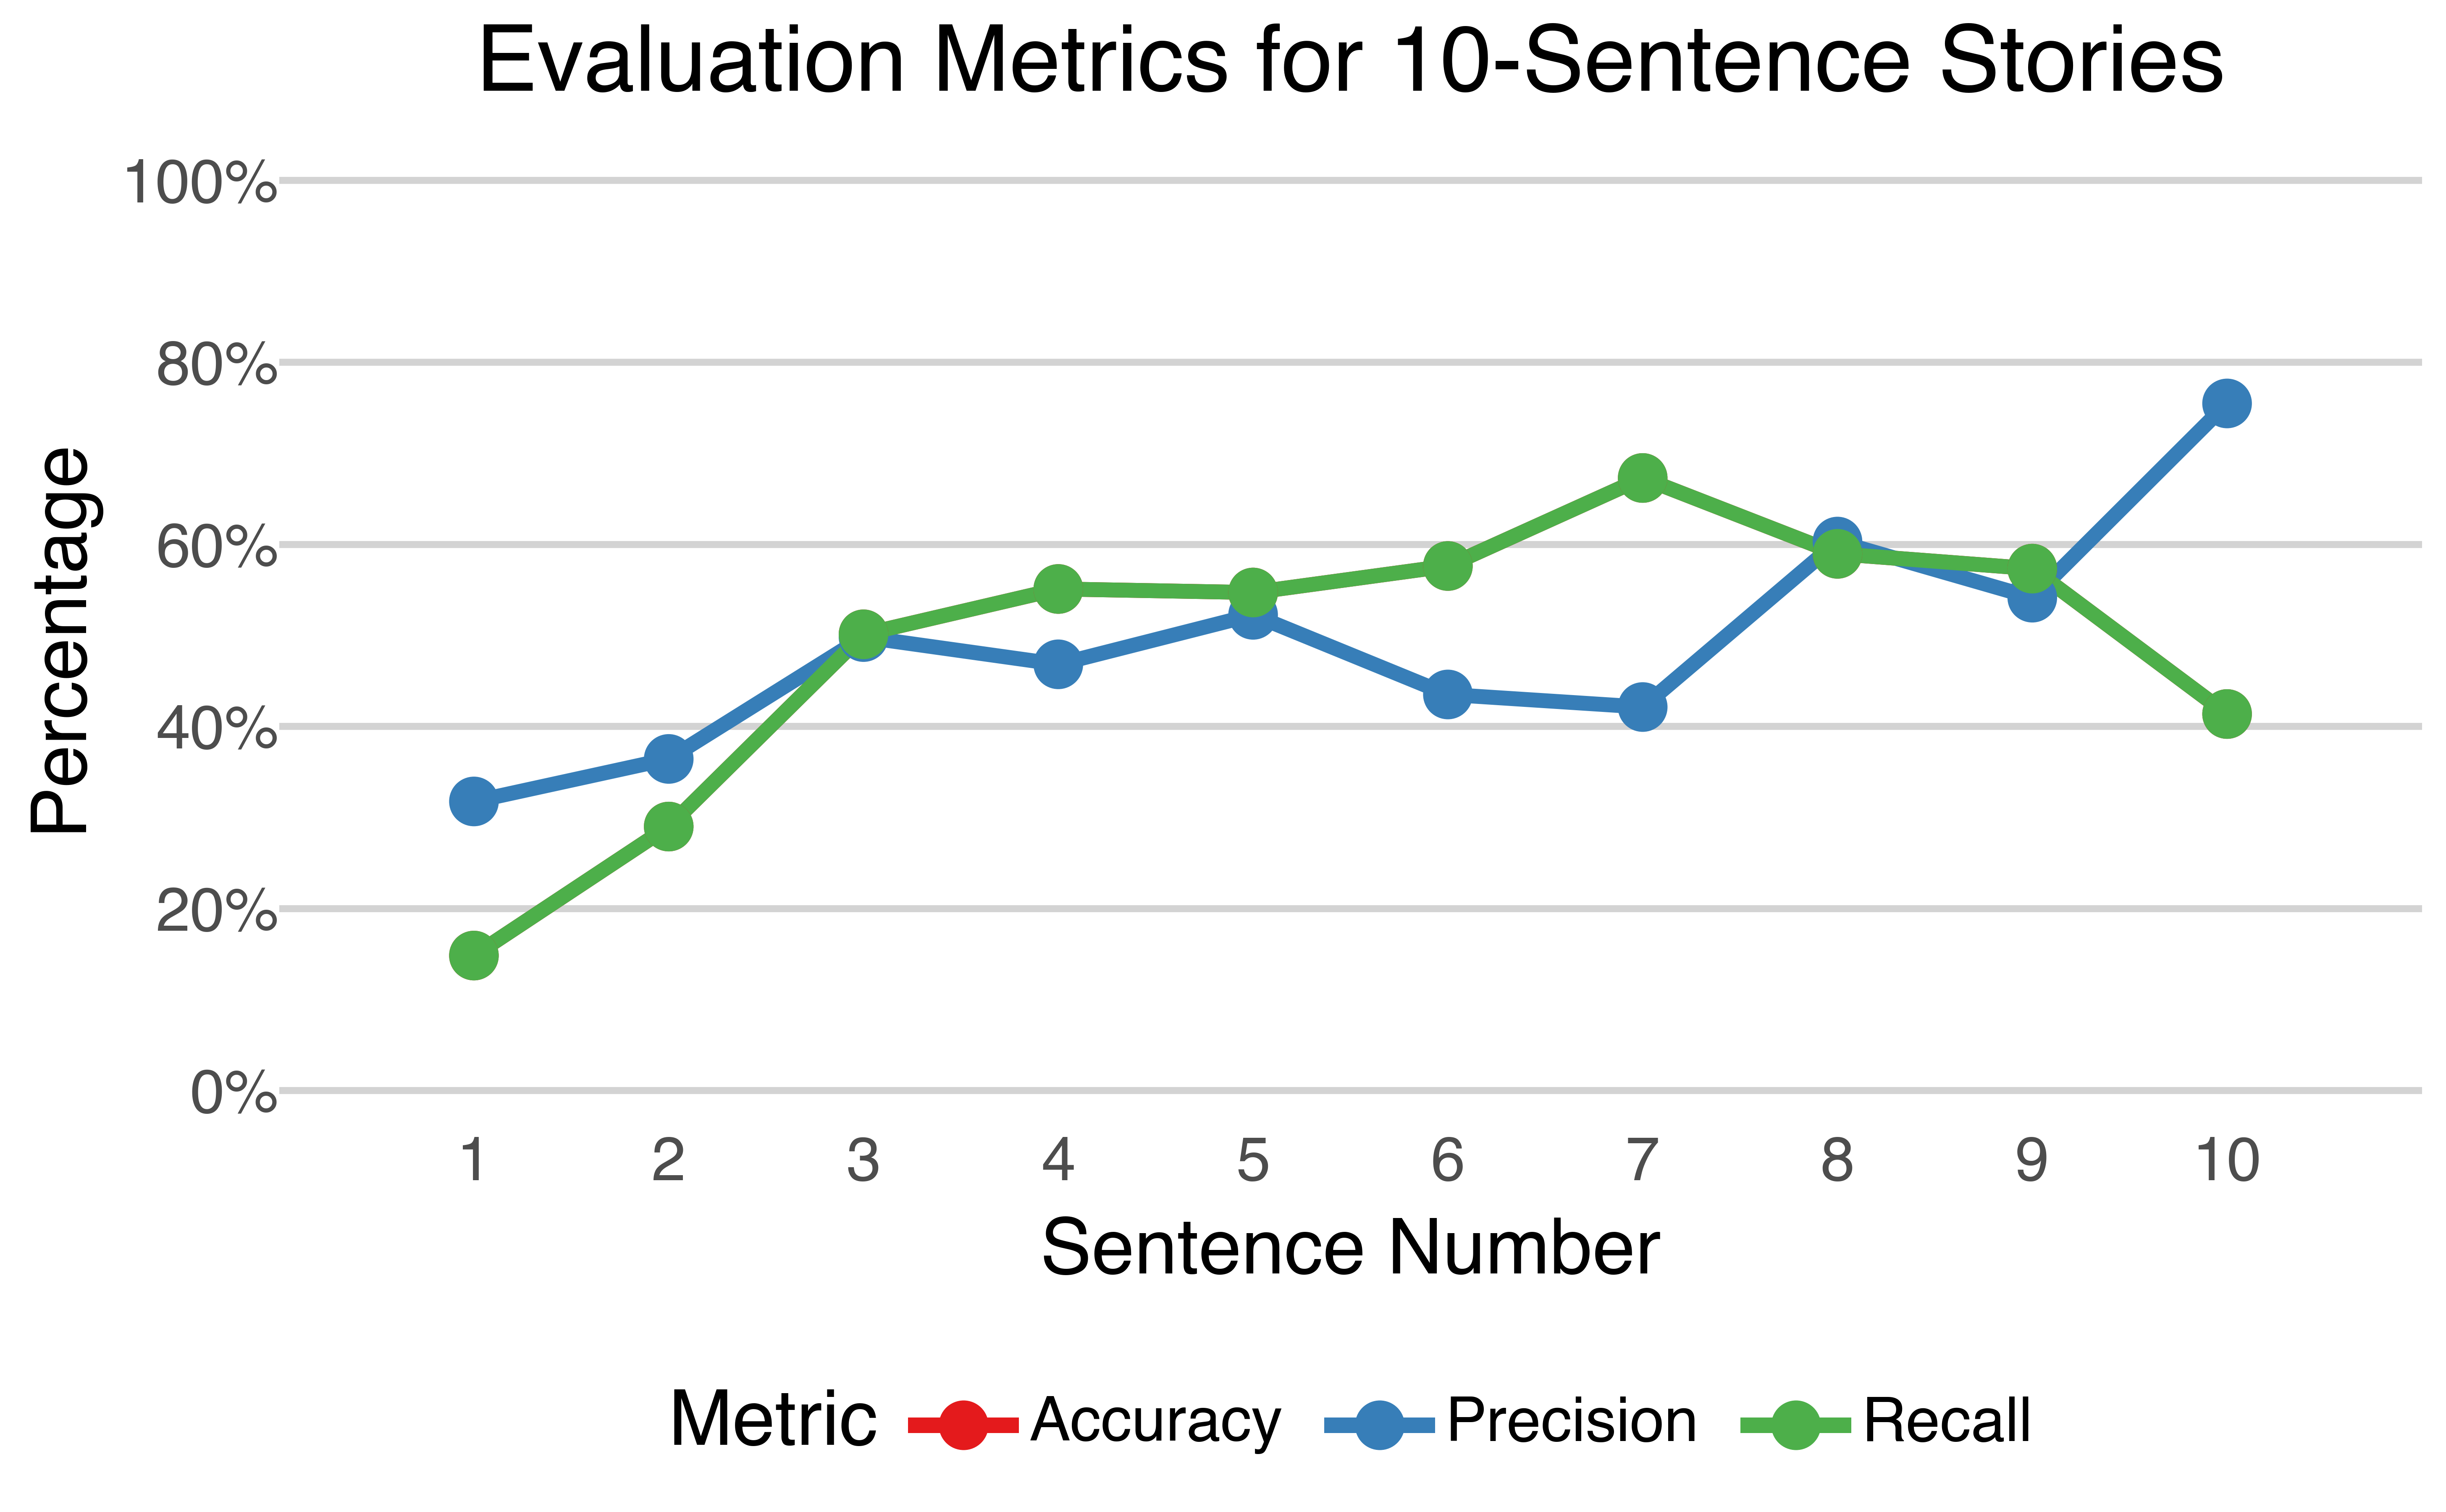 Evaluation Metrics for 10-Sentence Stories
100%
80%
60%
40%
20%
0%
Percentage
1 2 3 4 5 6 7 8 9 10
Sentence Number
Metric Accuracy Precision Recall